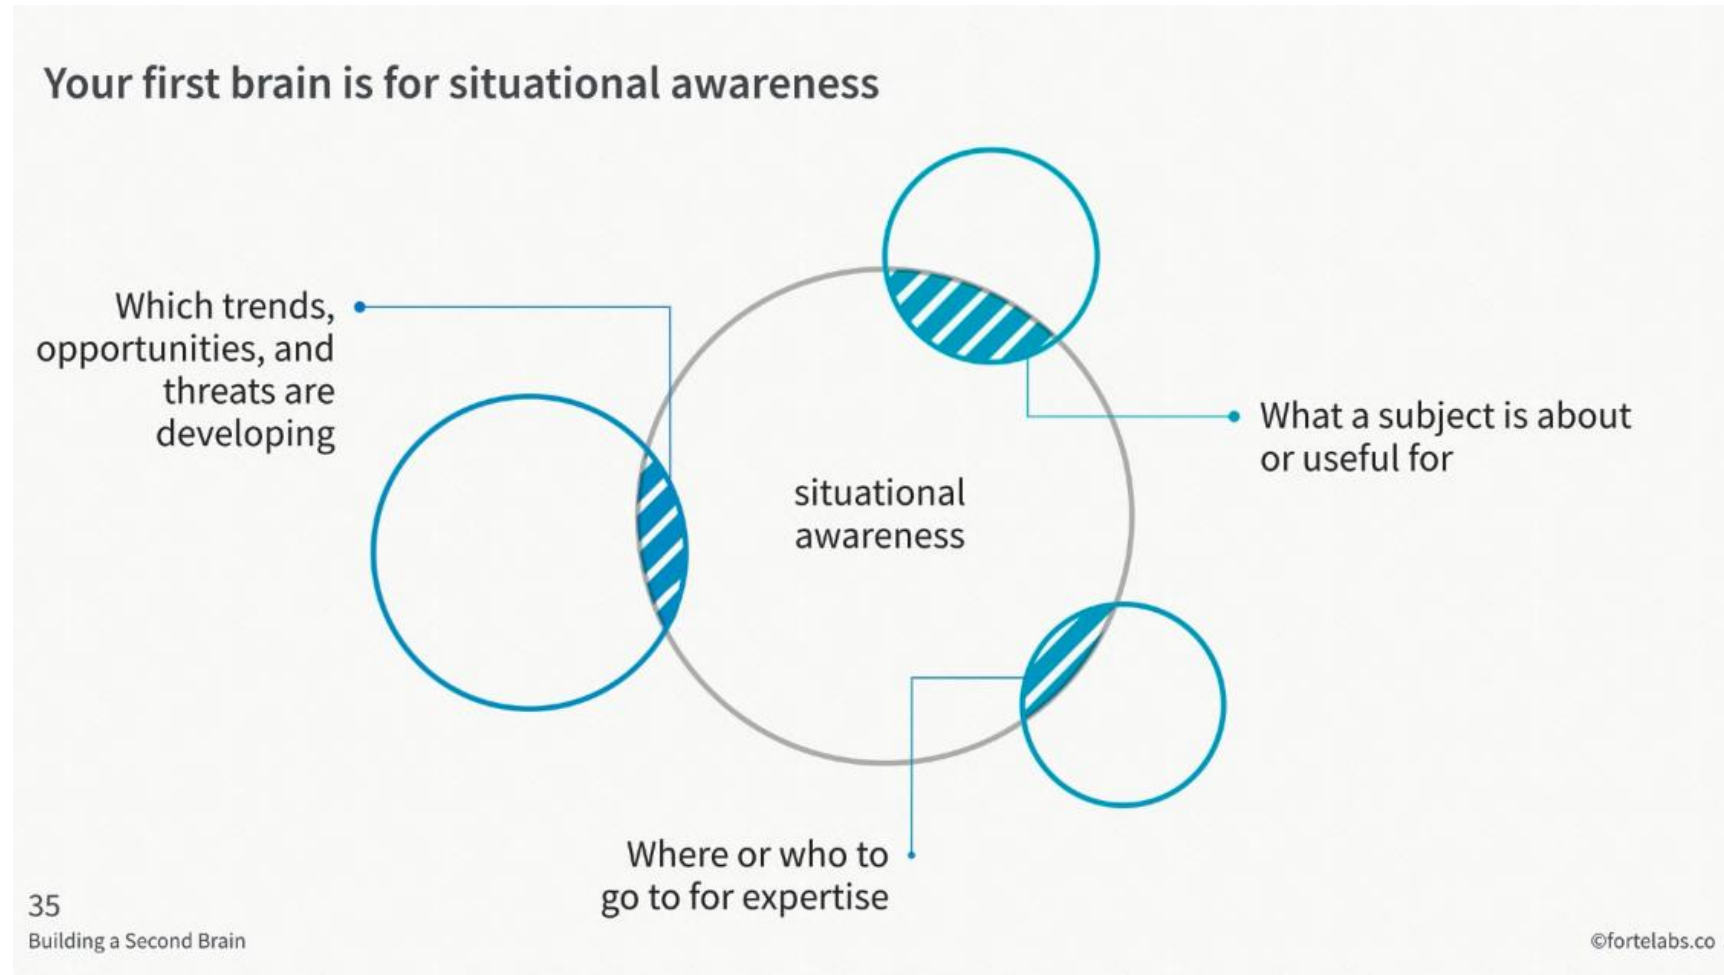 Your first brain is for situational awareness
Which trends,
opportunities, and
threats are
developing
What a subject is about
or useful for
situational
awareness
Where or who to
go to for expertise
35
Building a Second Brain
©fortelabs.co